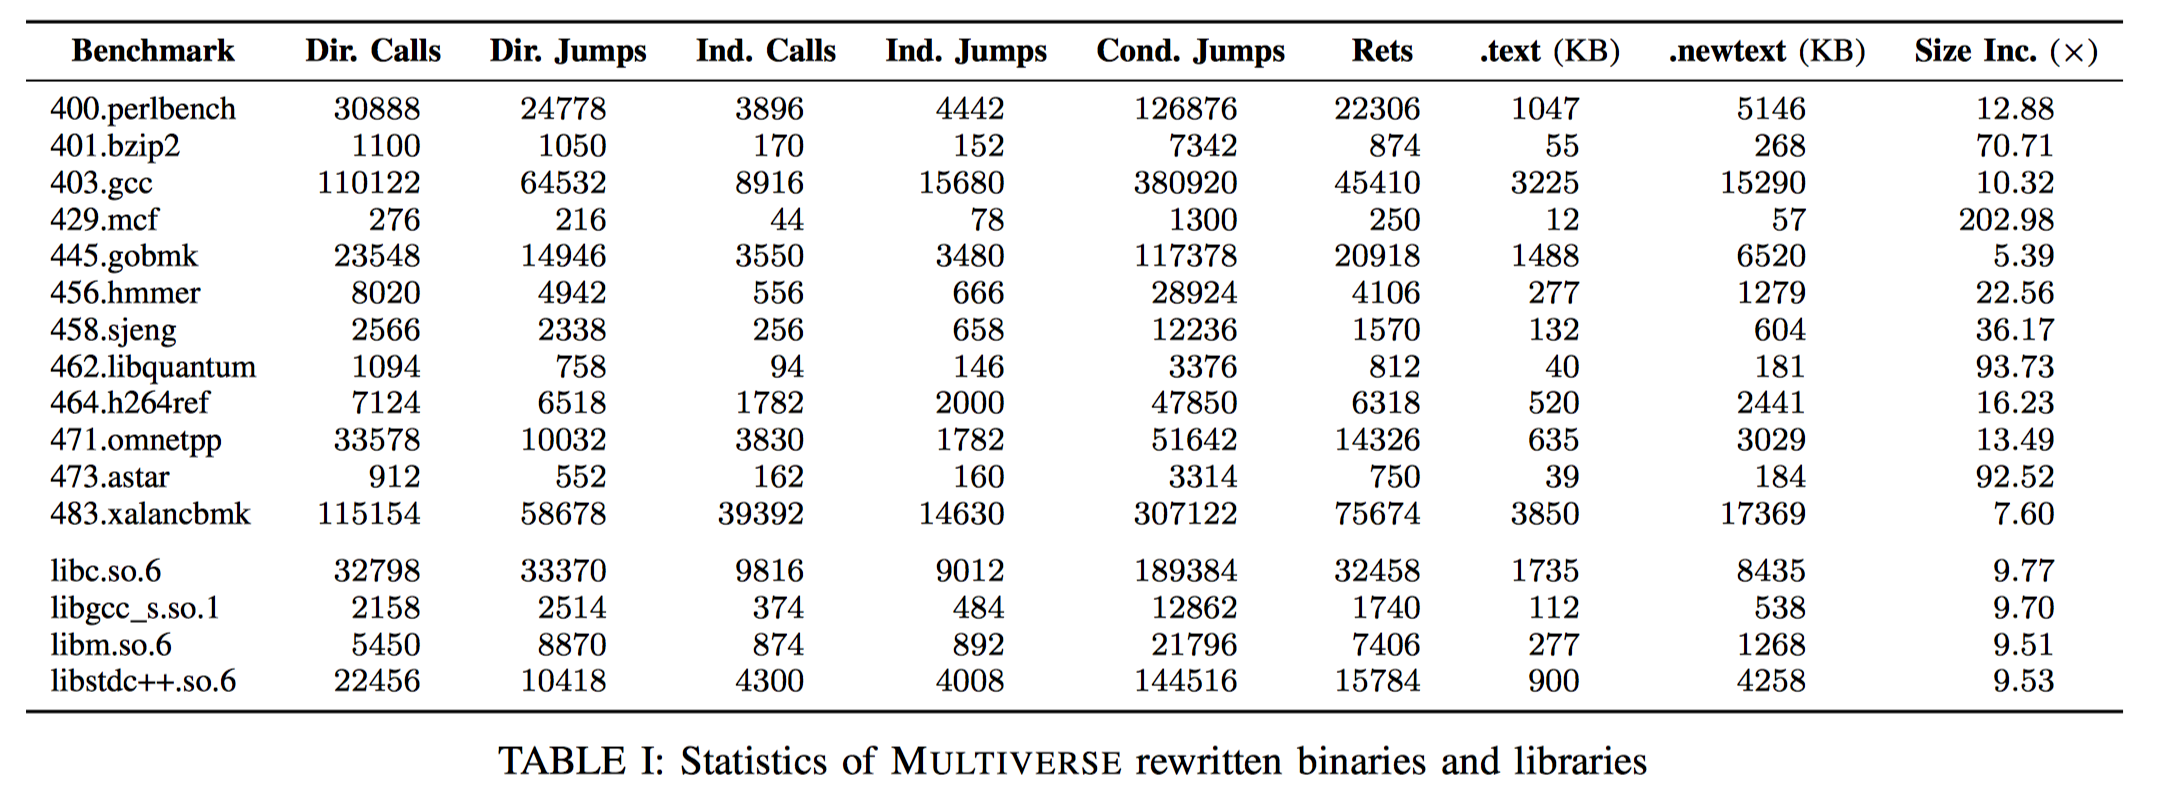 Benchmark Dir. Calls Dir. Jumps Ind. Calls Ind. Jumps Cond. Jumps Rets .text (KB) .newtext (KB) Size Inc. (×)
400.perlbench 30888 24778 3896 4442 126876 22306 1047 5146 12.88
401.bzip2 1100 1050 170 152 7342 874 55 268 70.71
403.gcc 110122 64532 8916 15680 380920 45410 3225 15290 10.32
429.mcf 276 216 44 78 1300 250 12 57 202.98
445.gobmk 23548 14946 3550 3480 117378 20918 1488 6520 5.39
456.hmmer 8020 4942 556 666 28924 4106 277 1279 22.56
458.sjeng 2566 2338 256 658 12236 1570 132 604 36.17
462.libquantum 1094 758 94 146 3376 812 40 181 93.73
464.h264ref 7124 6518 1782 2000 47850 6318 520 2441 16.23
471.omnetpp 33578 10032 3830 1782 51642 14326 635 3029 13.49
473.astar 912 552 162 160 3314 750 39 184 92.52
483.xalancbmk 115154 58678 39392 14630 307122 75674 3850 17369 7.60
libc.so.6 32798 33370 9816 9012 189384 32458 1735 8435 9.77
libgcc_s.so.1 2158 2514 374 484 12862 1740 112 538 9.70
libm.so.6 5450 8870 874 892 21796 7406 277 1268 9.51
libstdc++.so.6 22456 10418 4300 4008 144516 15784 900 4258 9.53
TABLE I: Statistics of MULTIVERSE rewritten binaries and libraries